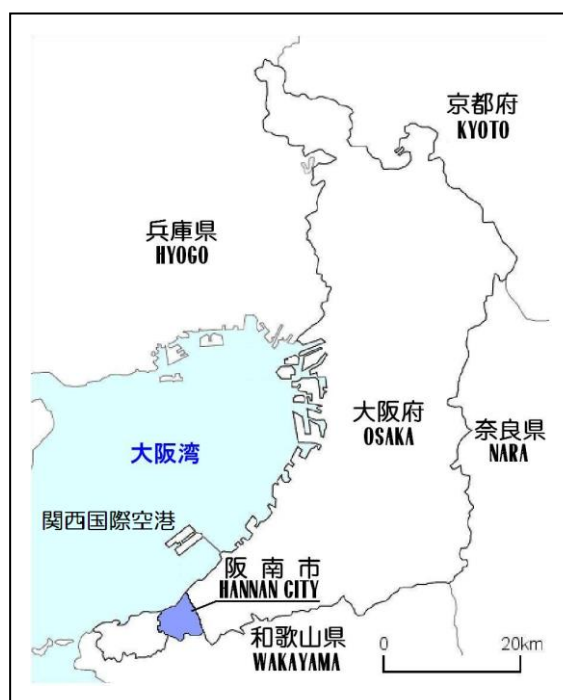 京都府
KYOTO
兵庫県
HYOGO
大阪府
OSAKA
奈良県
NARA
大阪湾
関西国際空港
阪南市
HANNAN CITY
和歌山県
WAKAYAMA
0 20km